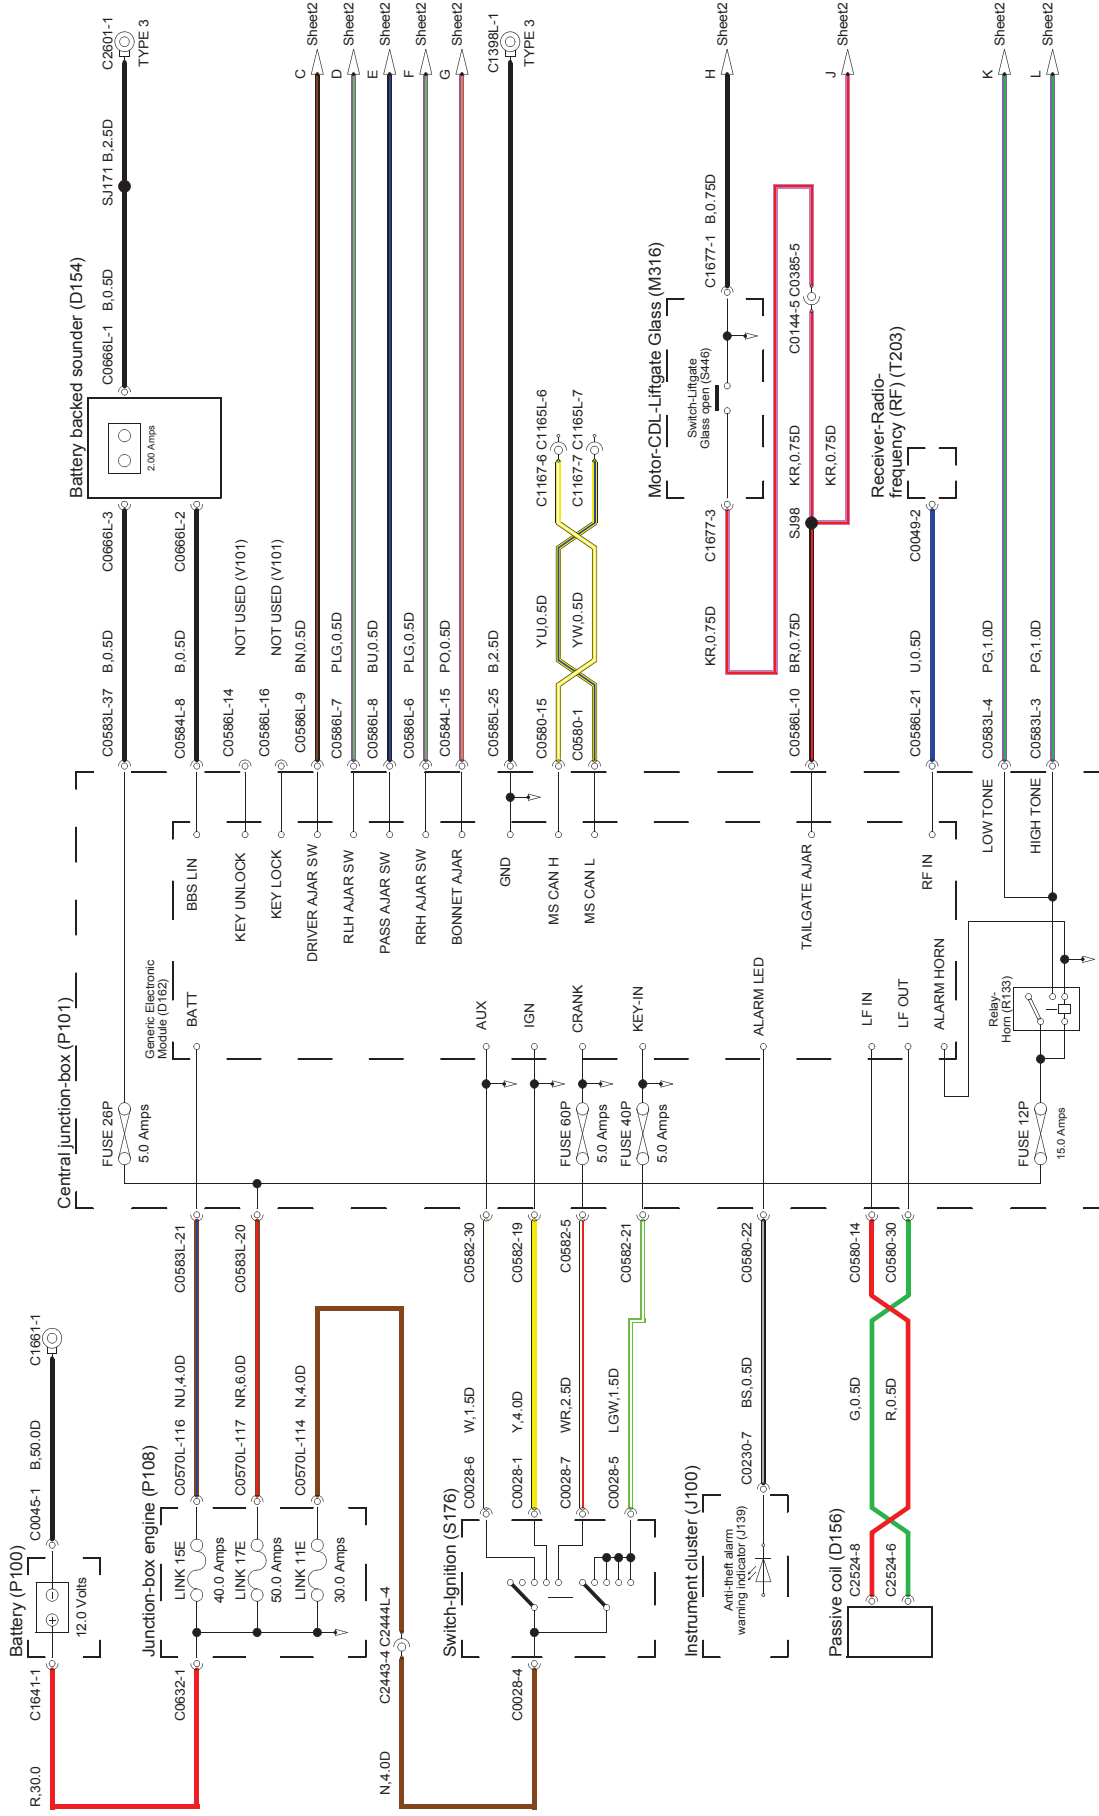 C2601-1
TYPE 3
SJ171 B,2.5D
B,0.5D
C0666L-1
Battery backed sounder (D154)
2.00 Amps
C0666L-3
C0666L-2
B,0.5D
C0583L-37
B,0.5D
C0584L-8
NOT USED (V101)
C0586L-14
NOT USED (V101)
C0586L-16
C
Sheet2
BN,0.5D
C0586L-9
D
Sheet2
PLG,0.5D
C0586L-7
E
Sheet2
BU,0.5D
C0586L-8
F
Sheet2
PLG,0.5D
C0586L-6
G
Sheet2
PO,0.5D
C0584L-15
C1398L-1
TYPE 3
B,2.5D
C0585L-25
C1167-6 C1165L-6
YU,0.5D
C0580-15
C1167-7 C1165L-7
YW,0.5D
C0580-1
Motor-CDL-Liftgate Glass (M316)
Switch-Liftgate
Glass open (S446)
H
Sheet2
C1677-1 B,0.75D
C1677-3
KR,0.75D
C0144-5 C0385-5
KR,0.75D
KR,0.75D
SJ98
BR,0.75D
C0586L-10
J
Sheet2
Receiver-Radio-
frequency (RF) (T203)
C0049-2
U,0.5D
C0586L-21
K
Sheet2
PG,1.0D
C0583L-4
L
Sheet2
PG,1.0D
C0583L-3
Central junction-box (P101)
Generic Electronic
Module (D162)
BATT
BBS LIN
KEY UNLOCK
KEY LOCK
DRIVER AJAR SW
RLH AJAR SW
PASS AJAR SW
RRH AJAR SW
BONNET AJAR
GND
MS CAN H
MS CAN L
TAILGATE AJAR
RF IN
LOW TONE
HIGH TONE
AUX
IGN
CRANK
KEY-IN
ALARM LED
LF IN
LF OUT
ALARM HORN
Relay-
Horn (R133)
FUSE 26P
5.0 Amps
FUSE 60P
5.0 Amps
FUSE 40P
5.0 Amps
FUSE 12P
15.0 Amps
C0583L-21
C0583L-20
C0582-30
C0582-19
C0582-5
C0582-21
C0580-22
C0580-14
C0580-30
Battery (P100)
12.0 Volts
C1641-1
R,30.0
C0045-1
B,50.0D
C1661-1
Junction-box engine (P108)
C0632-1
LINK 15E
40.0 Amps
LINK 17E
50.0 Amps
LINK 11E
30.0 Amps
C0570L-116 NU,4.0D
C0570L-117 NR,6.0D
C0570L-114 N,4.0D
C2443-4 C2444L-4
N,4.0D
Switch-Ignition (S176)
C0028-4
C0028-6
W,1.5D
C0028-1
Y,4.0D
C0028-7
WR,2.5D
C0028-5
LGW,1.5D
Instrument cluster (J100)
Anti-theft alarm
warning indicator (J139)
C0230-7
BS,0.5D
Passive coil (D156)
C2524-8
C2524-6
G,0.5D
R,0.5D